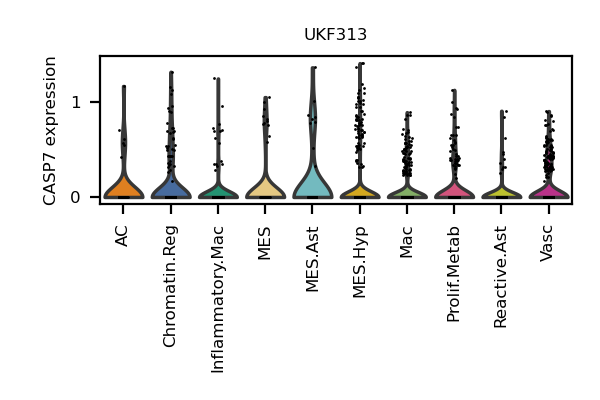 UKF313
CASP7 expression
1
0
AC
Chromatin.Reg
Inflammatory.Mac
MES
MES.Ast
MES.Hyp
Mac
Prolif.Metab
Reactive.Ast
Vasc